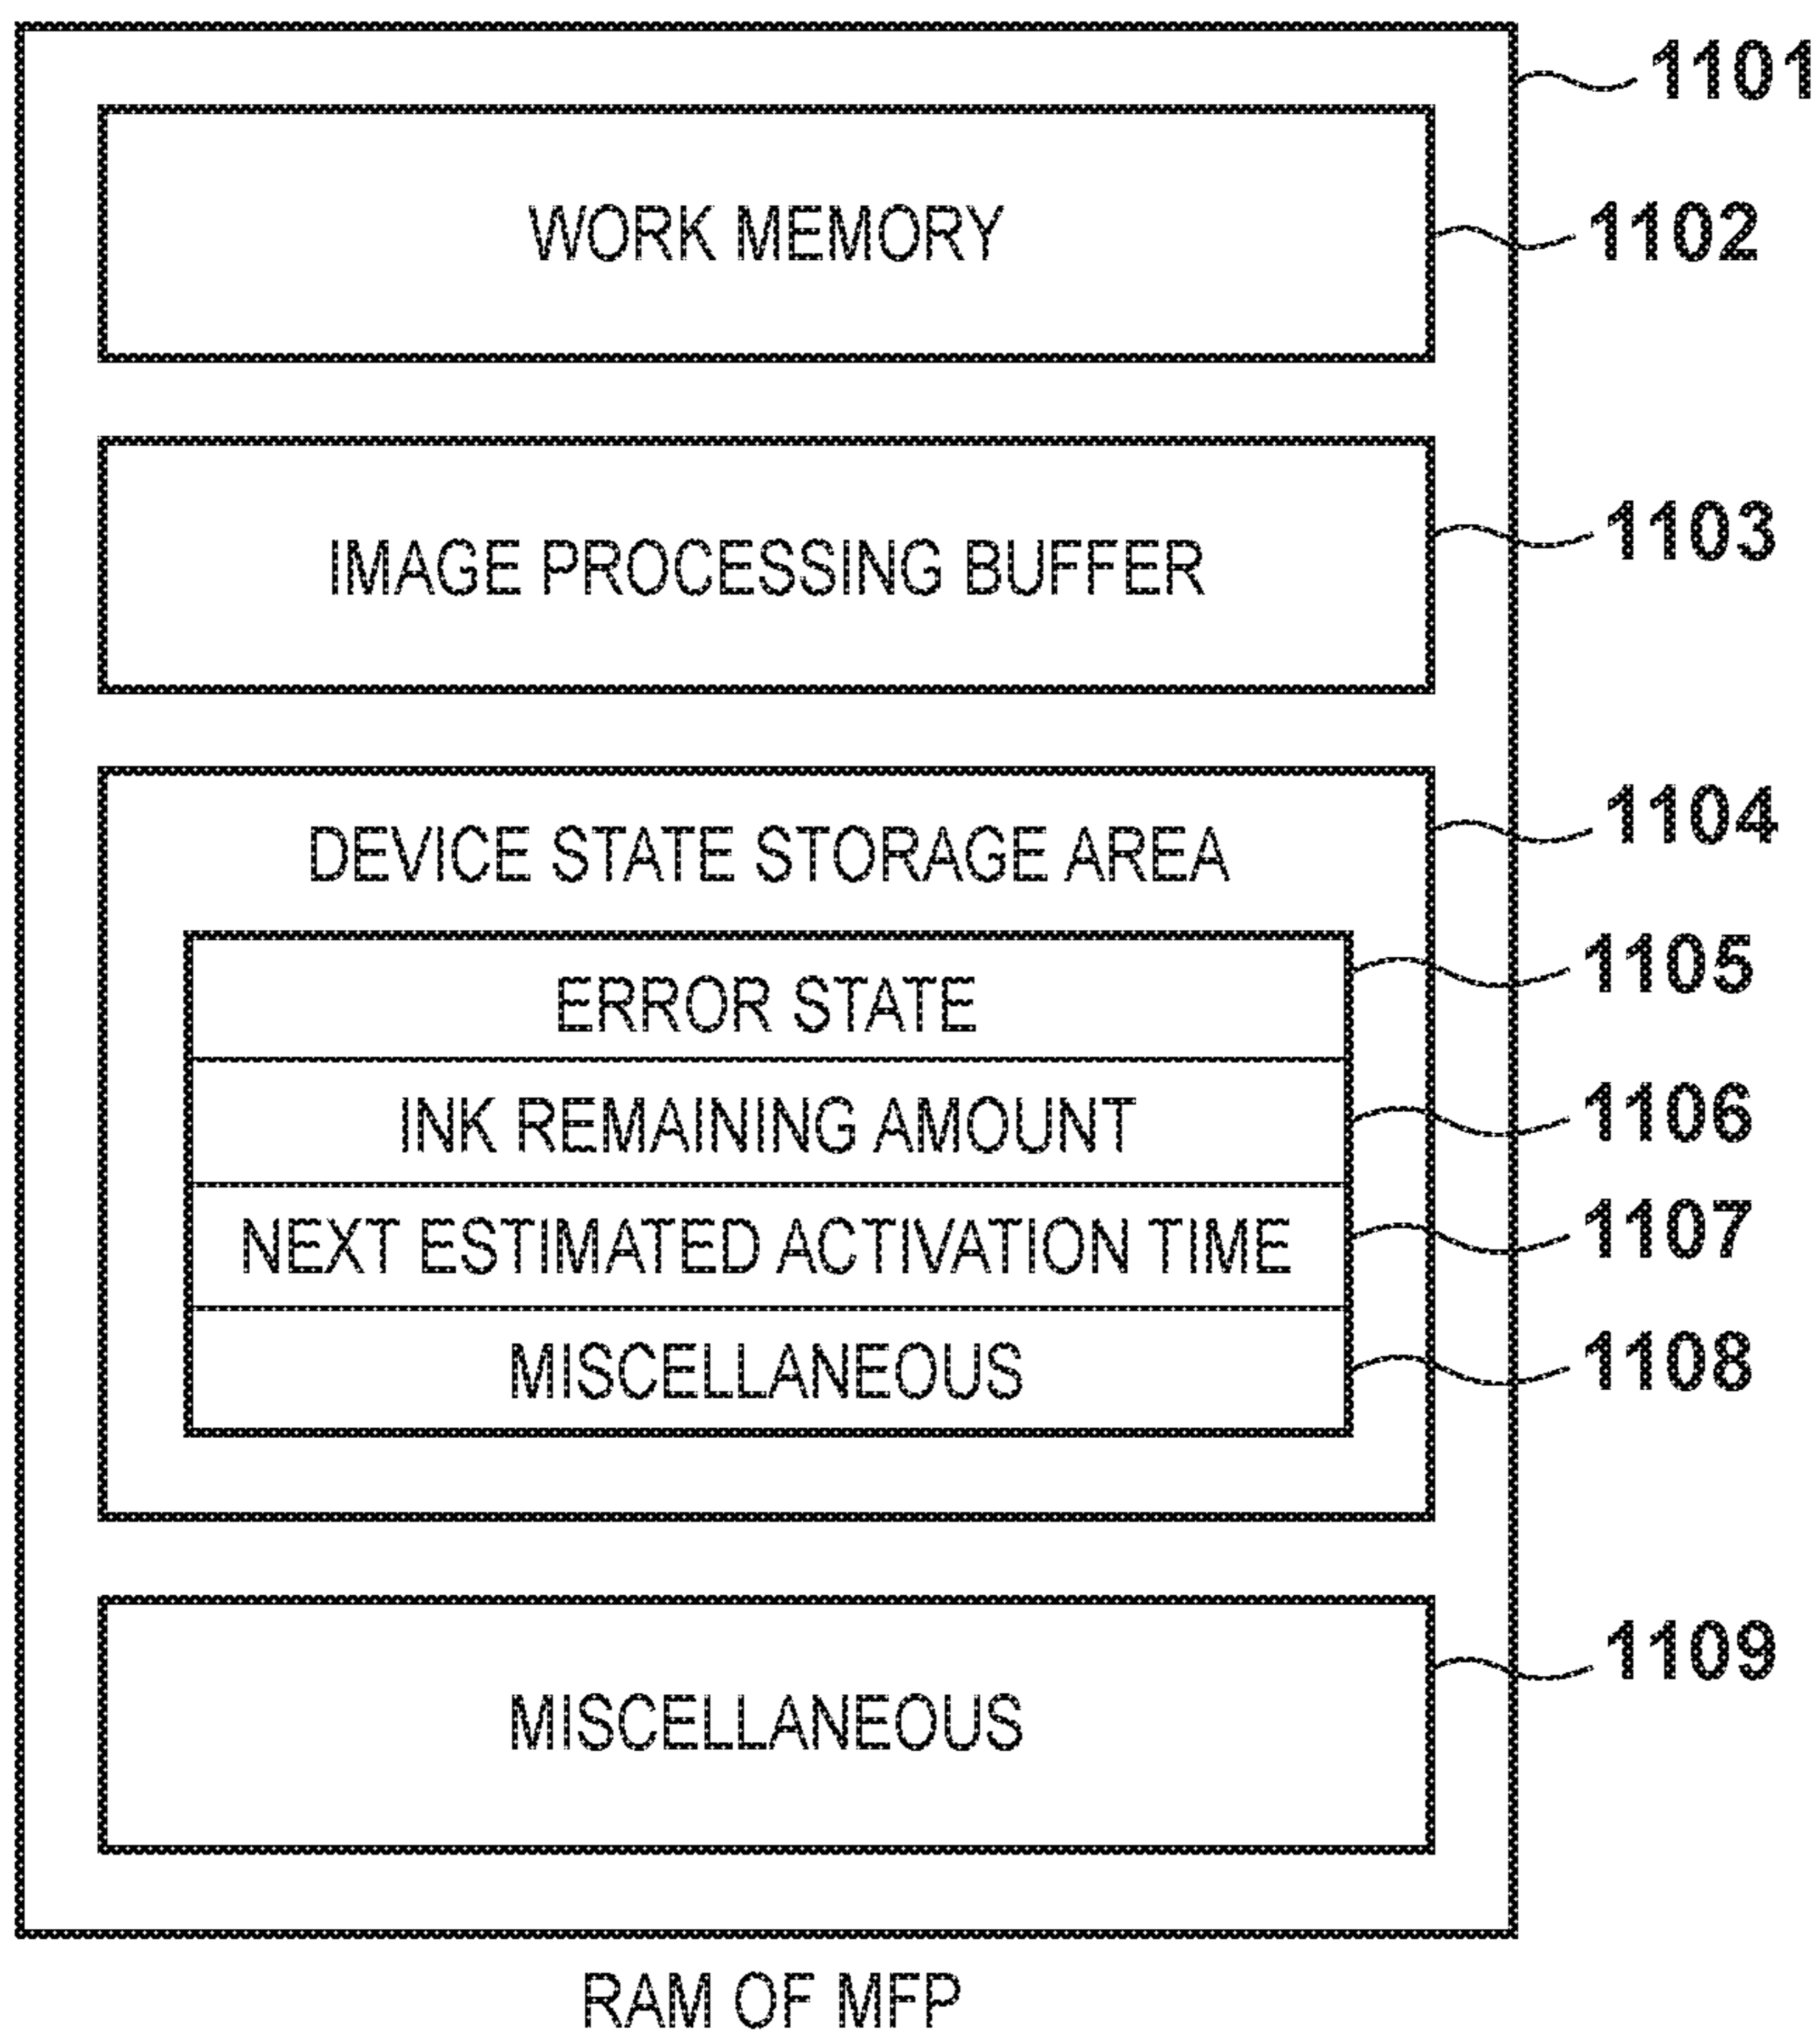 1101
WORK MEMORY 1102
IMAGE PROCESSING BUFFER 1103
DEVICE STATE STORAGE AREA 1104
ERROR STATE 1105
INK REMAINING AMOUNT 1106
NEXT ESTIMATED ACTIVATION TIME 1107
MISCELLANEOUS 1108
MISCELLANEOUS 1109
RAM OF MFP